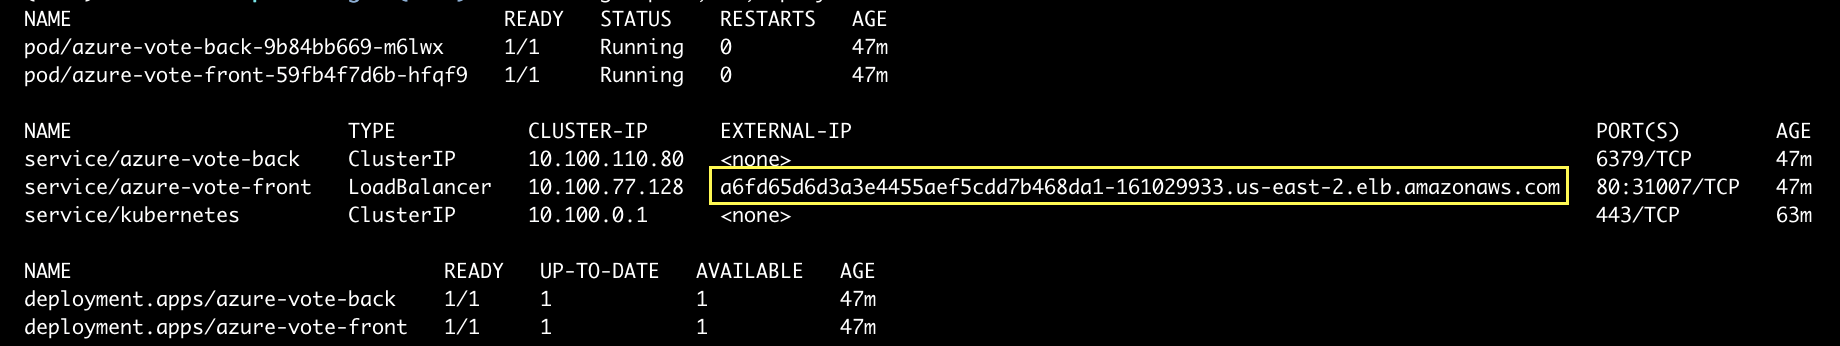 NAME READY STATUS RESTARTS AGE
pod/azure-vote-back-9b84bb669-m6lwx 1/1 Running 0 47m
pod/azure-vote-front-59fb4f7d6b-hfqf9 1/1 Running 0 47m
NAME TYPE CLUSTER-IP EXTERNAL-IP PORT(S) AGE
service/azure-vote-back ClusterIP 10.100.110.80 <none> 6379/TCP 47m
service/azure-vote-front LoadBalancer 10.100.77.128 a6fd65d6d3a3e4455aef5cdd7b468da1-161029933.us-east-2.elb.amazonaws.com 80:31007/TCP 47m
service/kubernetes ClusterIP 10.100.0.1 <none> 443/TCP 63m
NAME READY UP-TO-DATE AVAILABLE AGE
deployment.apps/azure-vote-back 1/1 1 1 47m
deployment.apps/azure-vote-front 1/1 1 1 47m